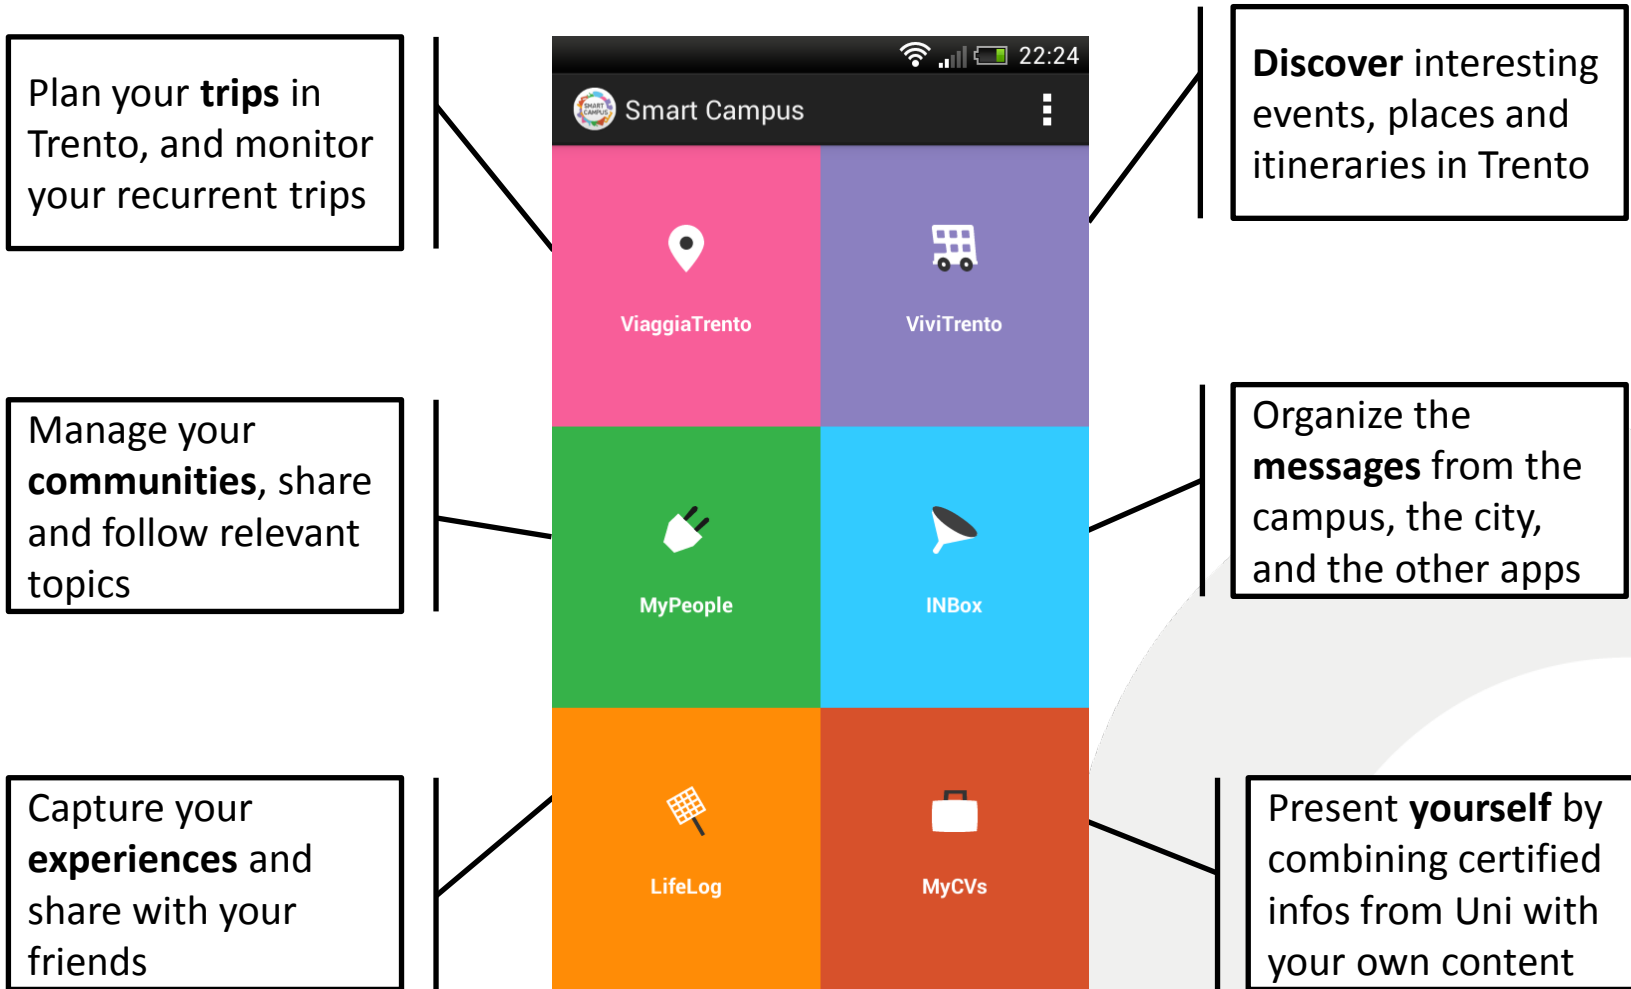 Plan your trips in
Trento, and monitor
your recurrent trips
Manage your
communities, share
and follow relevant
topics
Capture your
experiences and
share with your
friends
22:24
SMART
CAMPUS
Smart Campus
ViaggiaTrento
ViviTrento
MyPeople
INBox
LifeLog
MyCVs
Discover interesting
events, places and
itineraries in Trento
Organize the
messages from the
campus, the city,
and the other apps
Present yourself by
combining certified
infos from Uni with
your own content